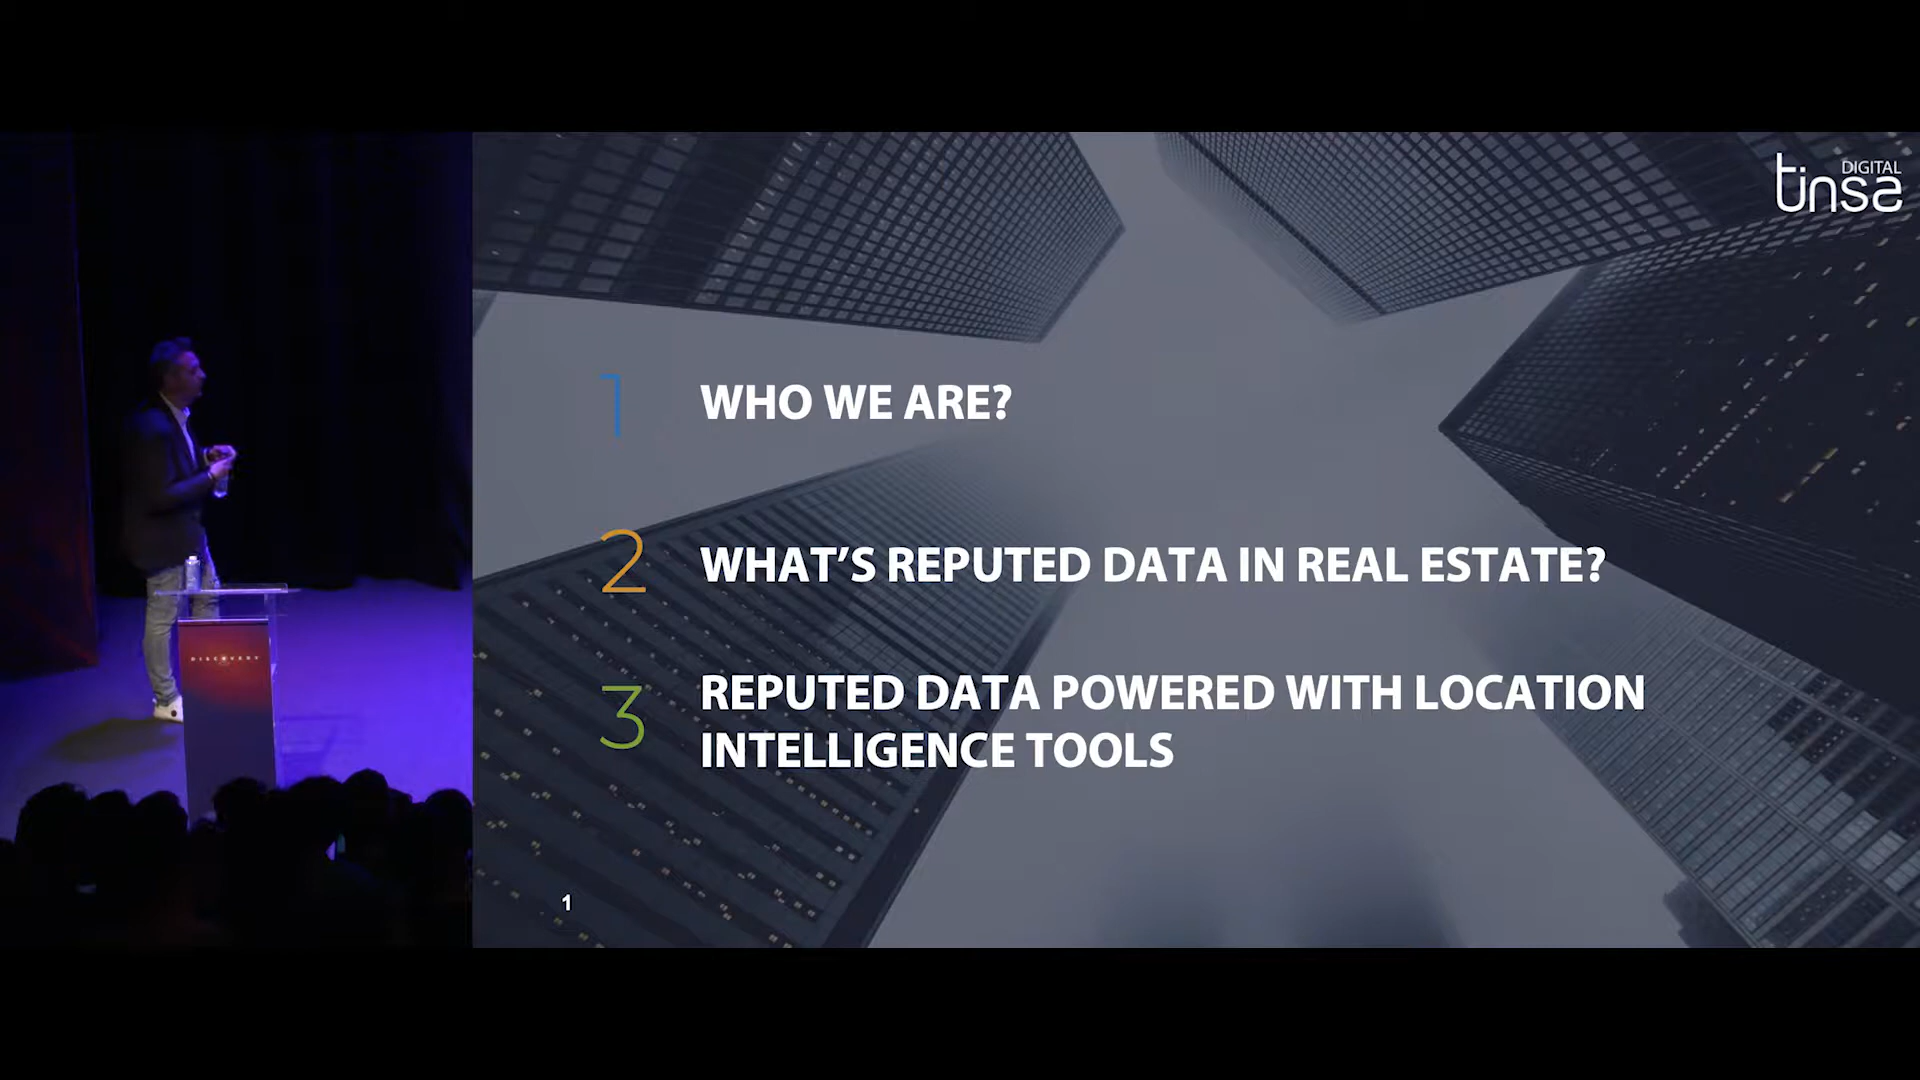 DIGITAL
tinsa
1
WHO WE ARE?
2
WHAT'S REPUTED DATA IN REAL ESTATE?
3
REPUTED DATA POWERED WITH LOCATION
INTELLIGENCE TOOLS
DISCOVERY
1